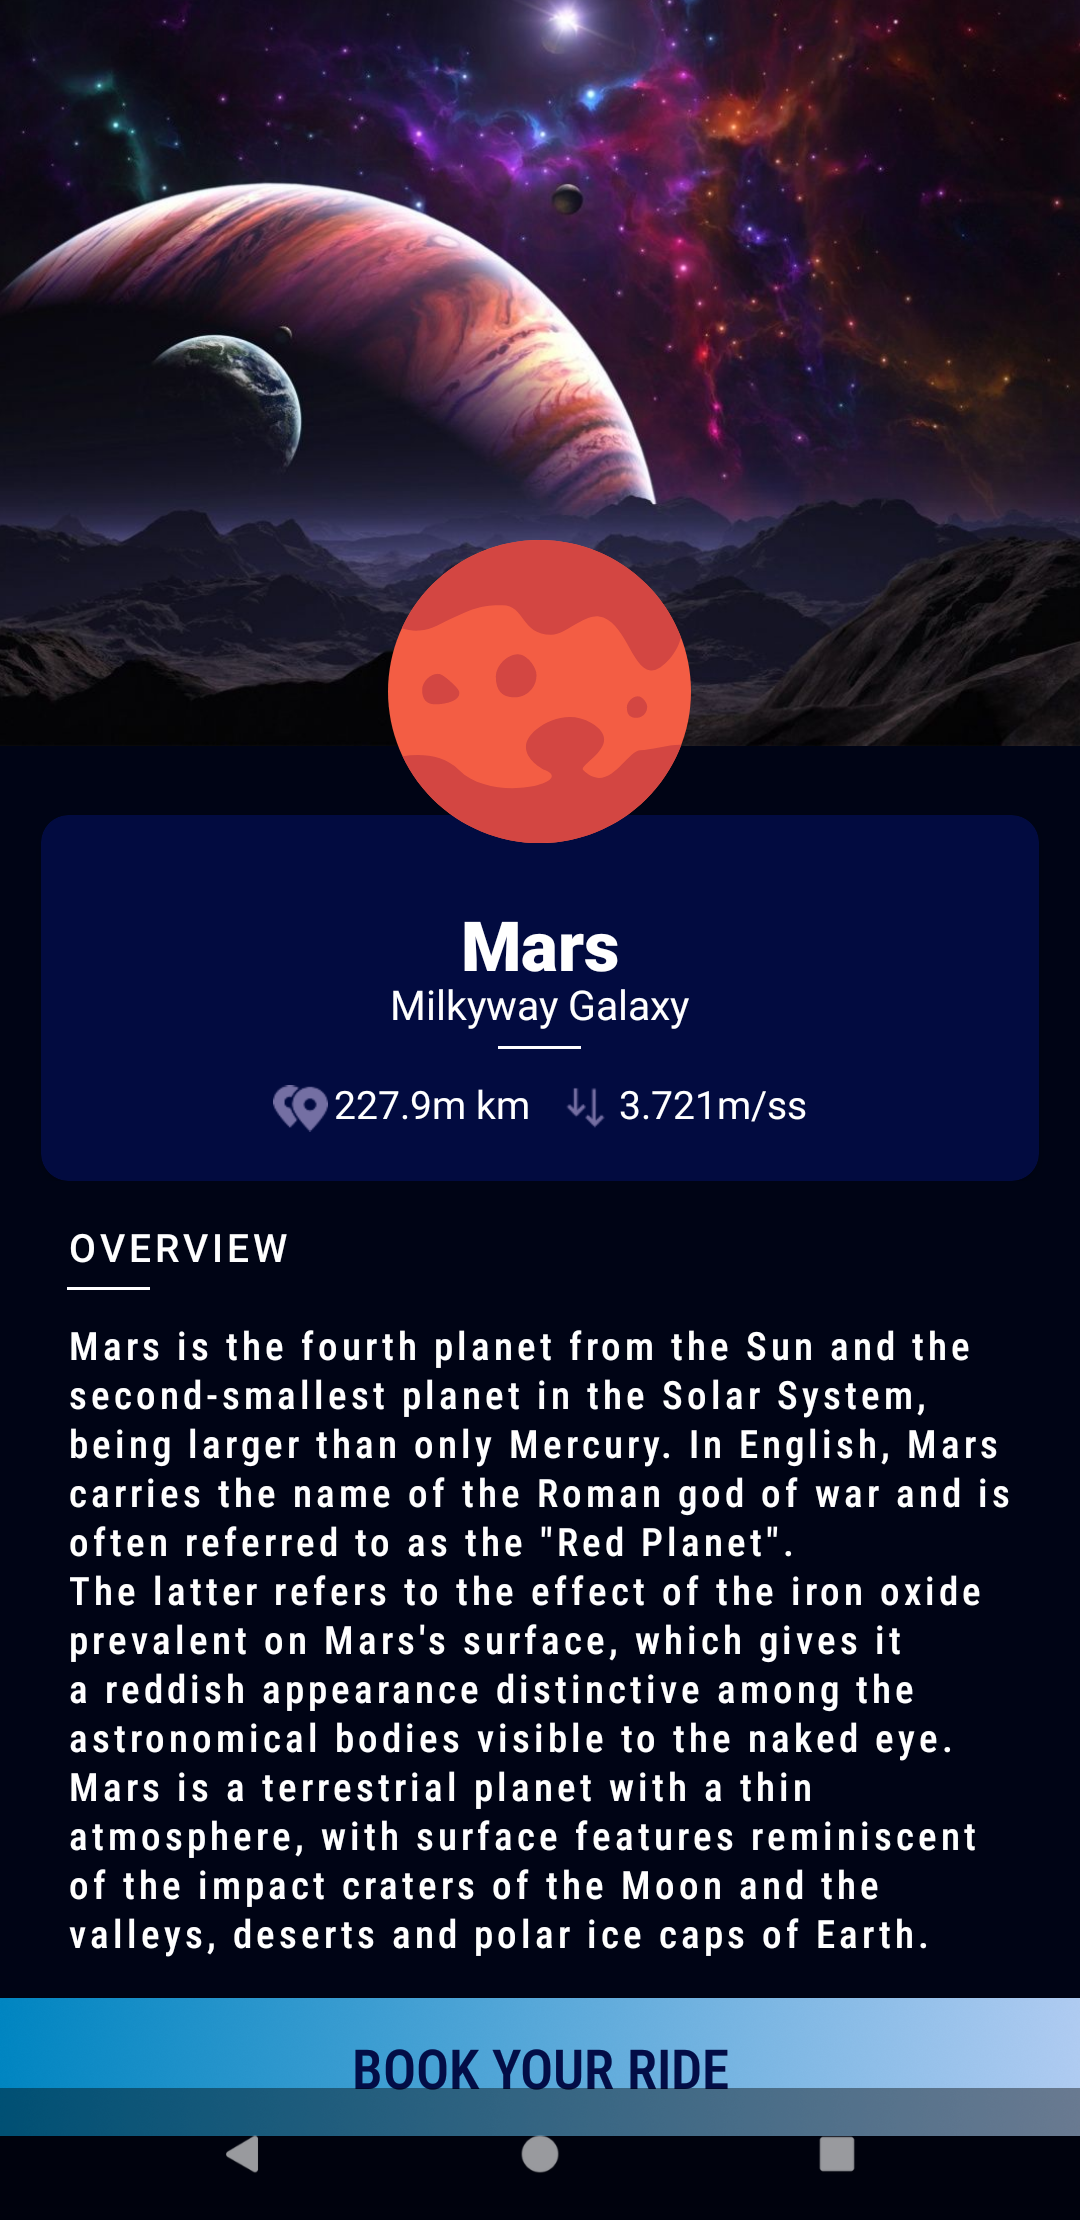 Mars
Milkyway Galaxy
227.9m km 3.721m/ss
OVERVIEW
Mars is the fourth planet from the Sun and the
second-smallest planet in the Solar System,
being larger than only Mercury. In English, Mars
carries the name of the Roman god of war and is
often referred to as the "Red Planet".
The latter refers to the effect of the iron oxide
prevalent on Mars's surface, which gives it
a reddish appearance distinctive among the
astronomical bodies visible to the naked eye.
Mars is a terrestrial planet with a thin
atmosphere, with surface features reminiscent
of the impact craters of the Moon and the
valleys, deserts and polar ice caps of Earth.
BOOK YOUR RIDE